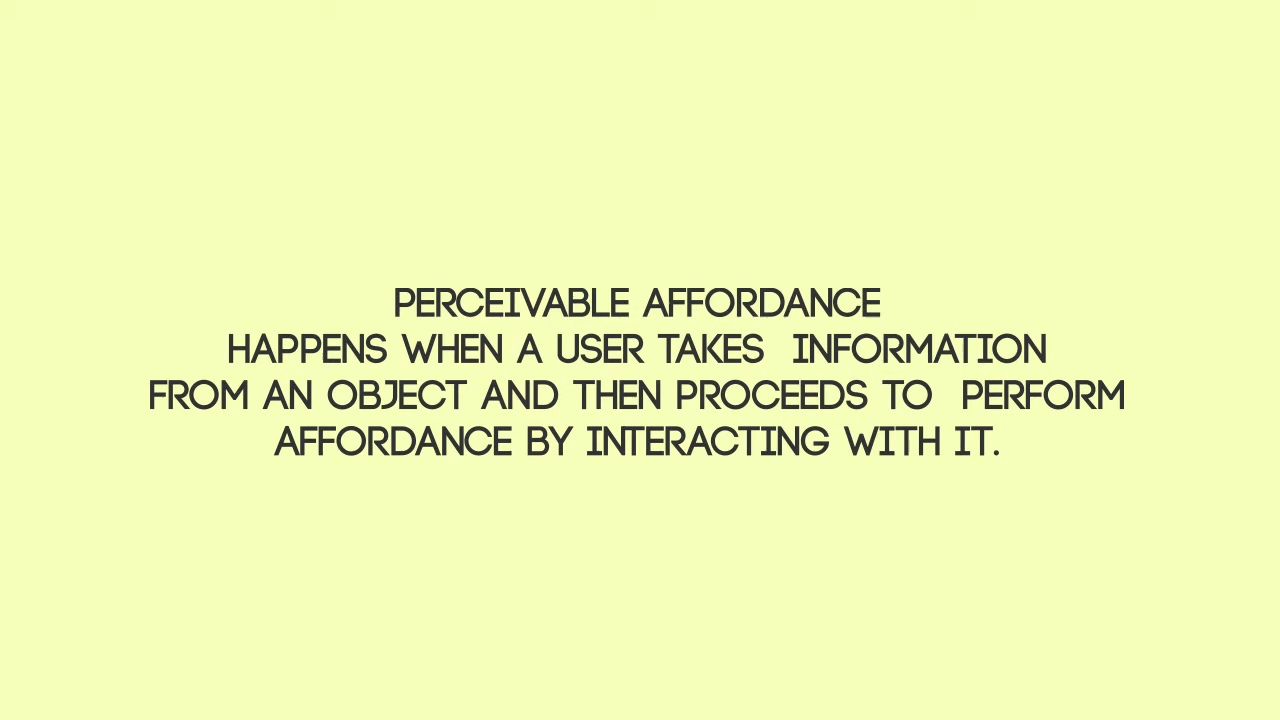 PERCEIVABLE AFFORDANCE
HAPPENS WHEN A USER TAKES  INFORMATION
FROM AN OBJECT AND THEN PROCEEDS TO  PERFORM
AFFORDANCE BY INTERACTING WITH IT.